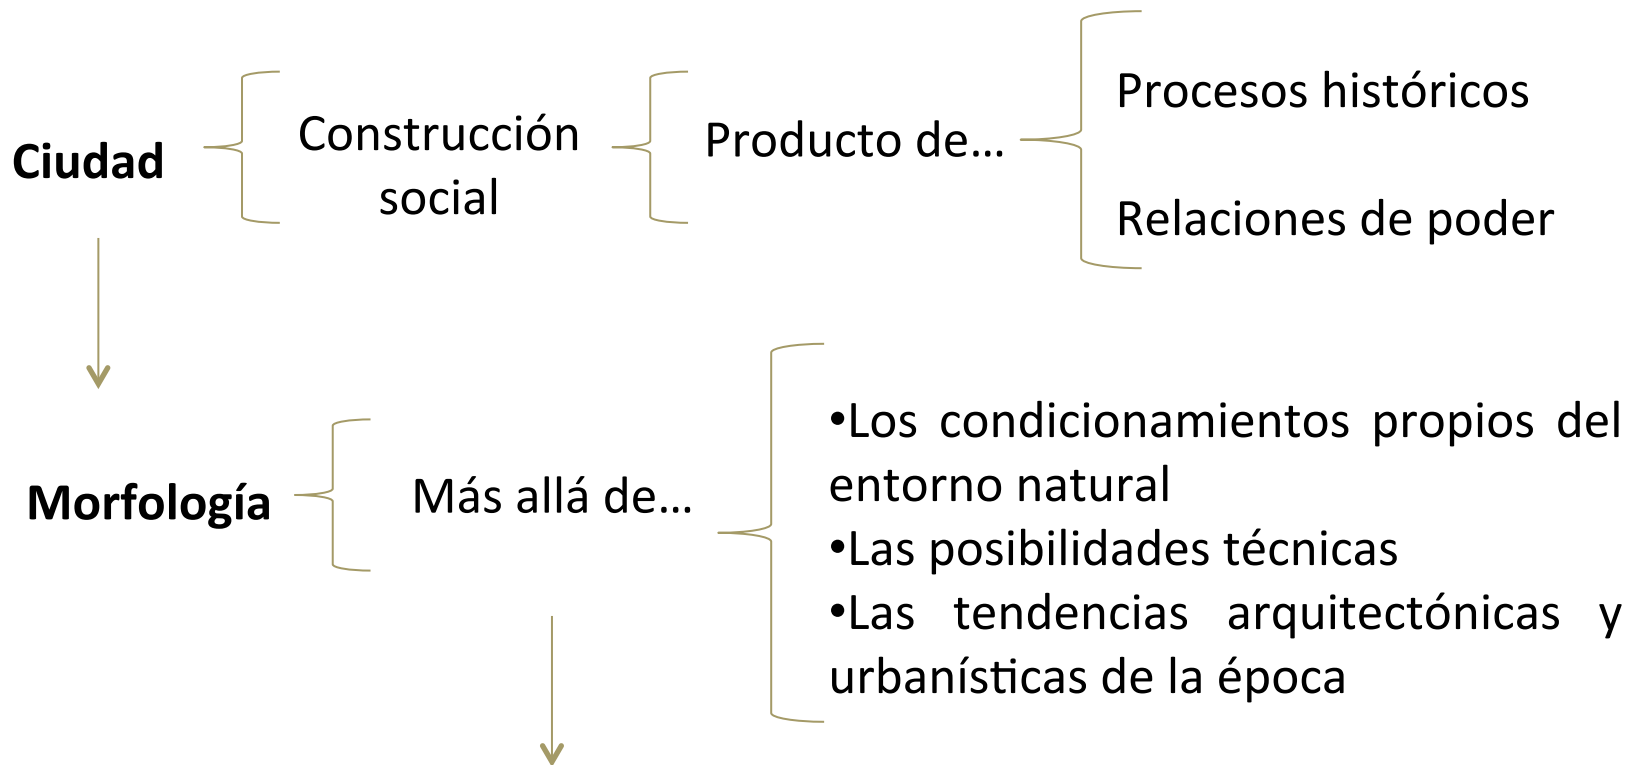 Ciudad
Construcción
social
Producto de...
Procesos históricos
Relaciones de poder
Morfología
Más allá de...
•Los condicionamientos propios del
entorno natural
•Las posibilidades técnicas
•Las tendencias arquitectónicas y
urbanísticas de la época